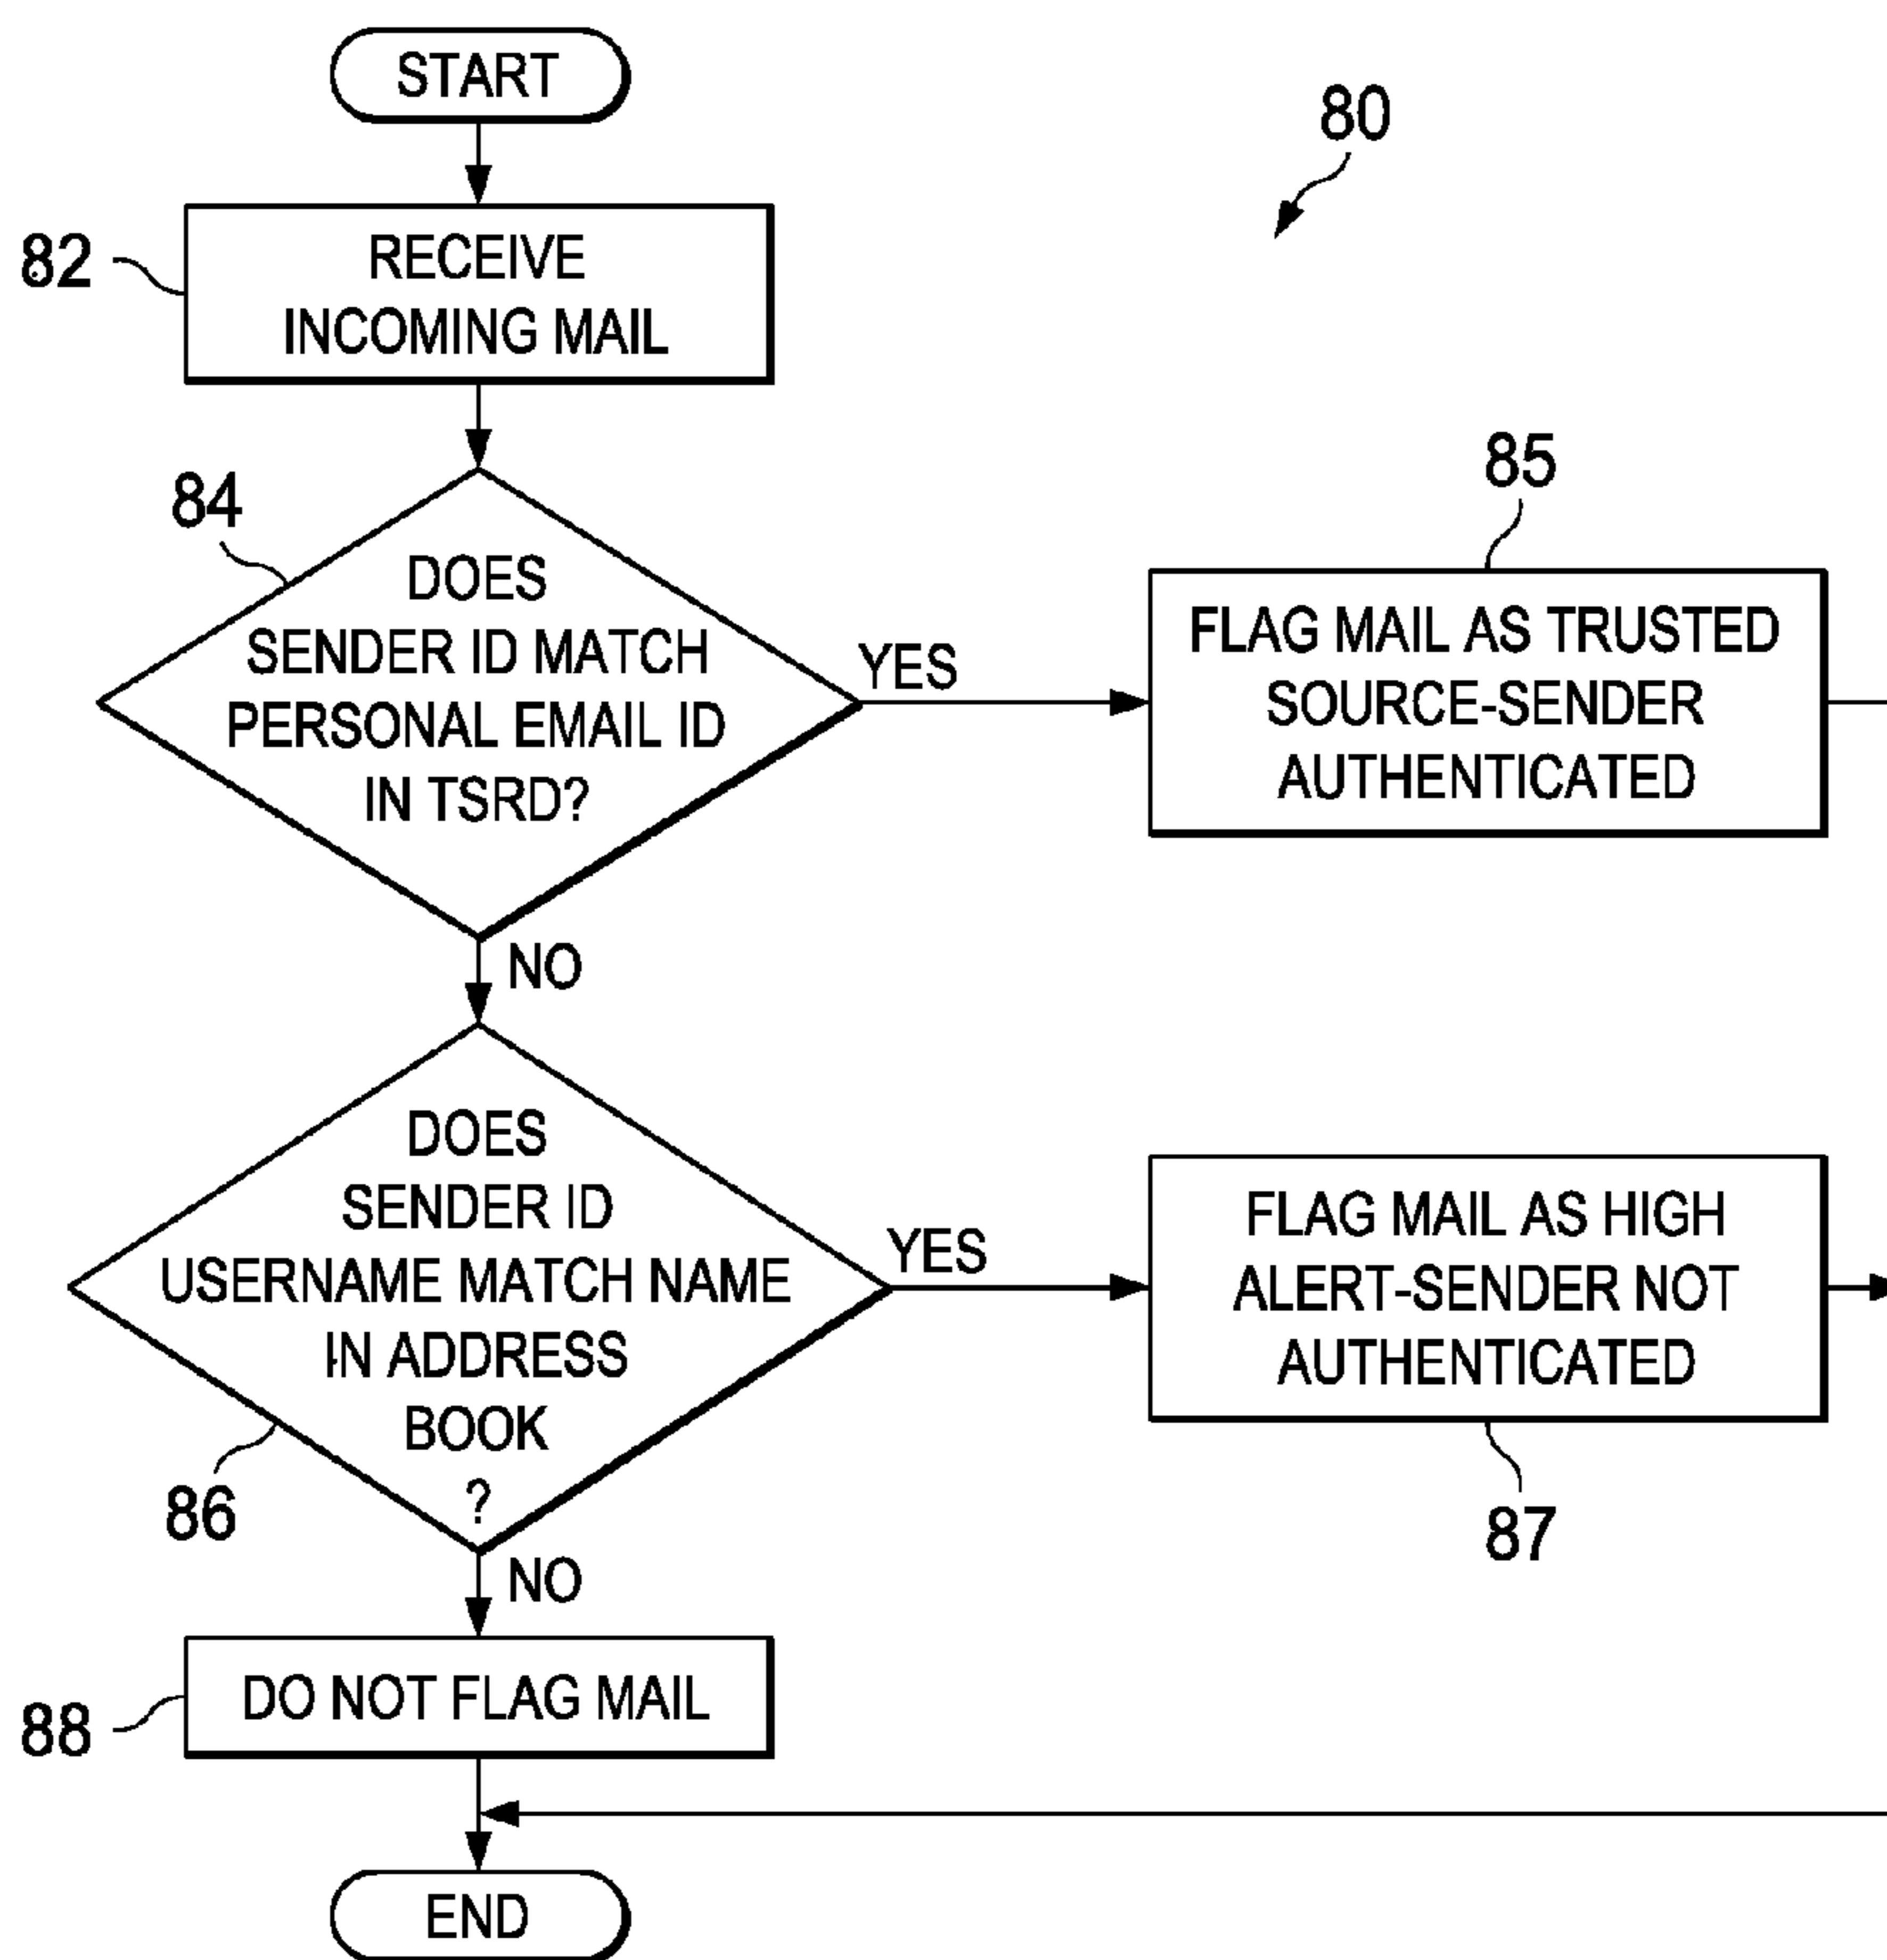 START
80
82
RECEIVE
INCOMING MAIL
84
DOES
SENDER ID MATCH
PERSONAL EMAIL ID
IN TSRD?
YES
85
FLAG MAIL AS TRUSTED
SOURCE-SENDER
AUTHENTICATED
NO
DOES
SENDER ID
USERNAME MATCH NAME
IN ADDRESS
BOOK
?
86
YES
FLAG MAIL AS HIGH
ALERT-SENDER NOT
AUTHENTICATED
87
NO
88
DO NOT FLAG MAIL
END